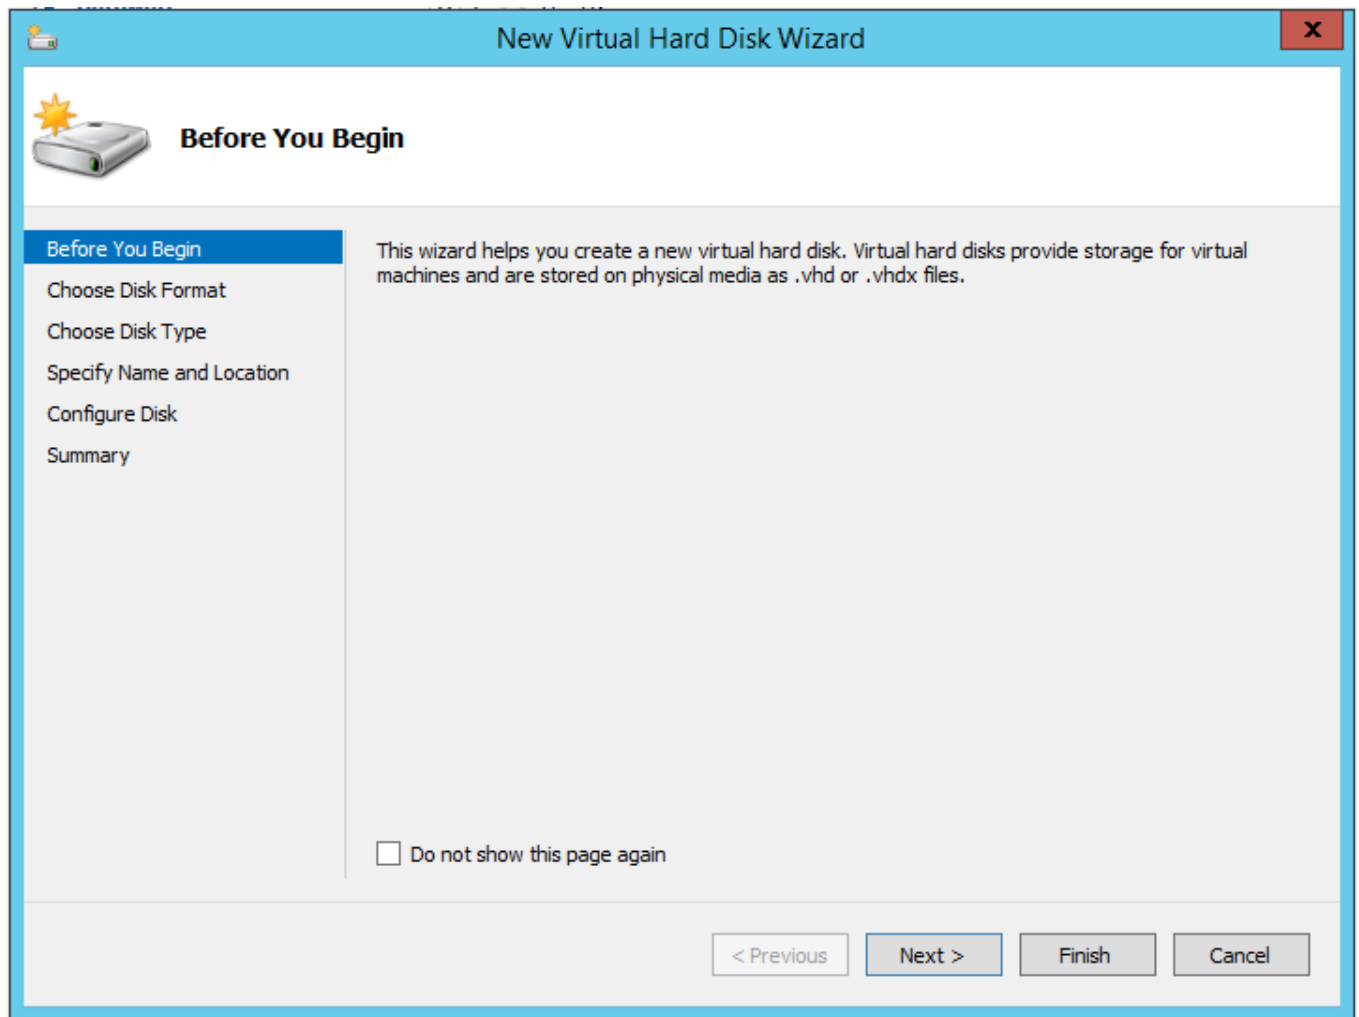 New Virtual Hard Disk Wizard
X
Before You Begin
Before You Begin
Choose Disk Format
Choose Disk Type
Specify Name and Location
Configure Disk
Summary
This wizard helps you create a new virtual hard disk. Virtual hard disks provide storage for virtual
machines and are stored on physical media as .vhd or .vhdx files.
Do not show this page again
< Previous
Next >
Finish
Cancel